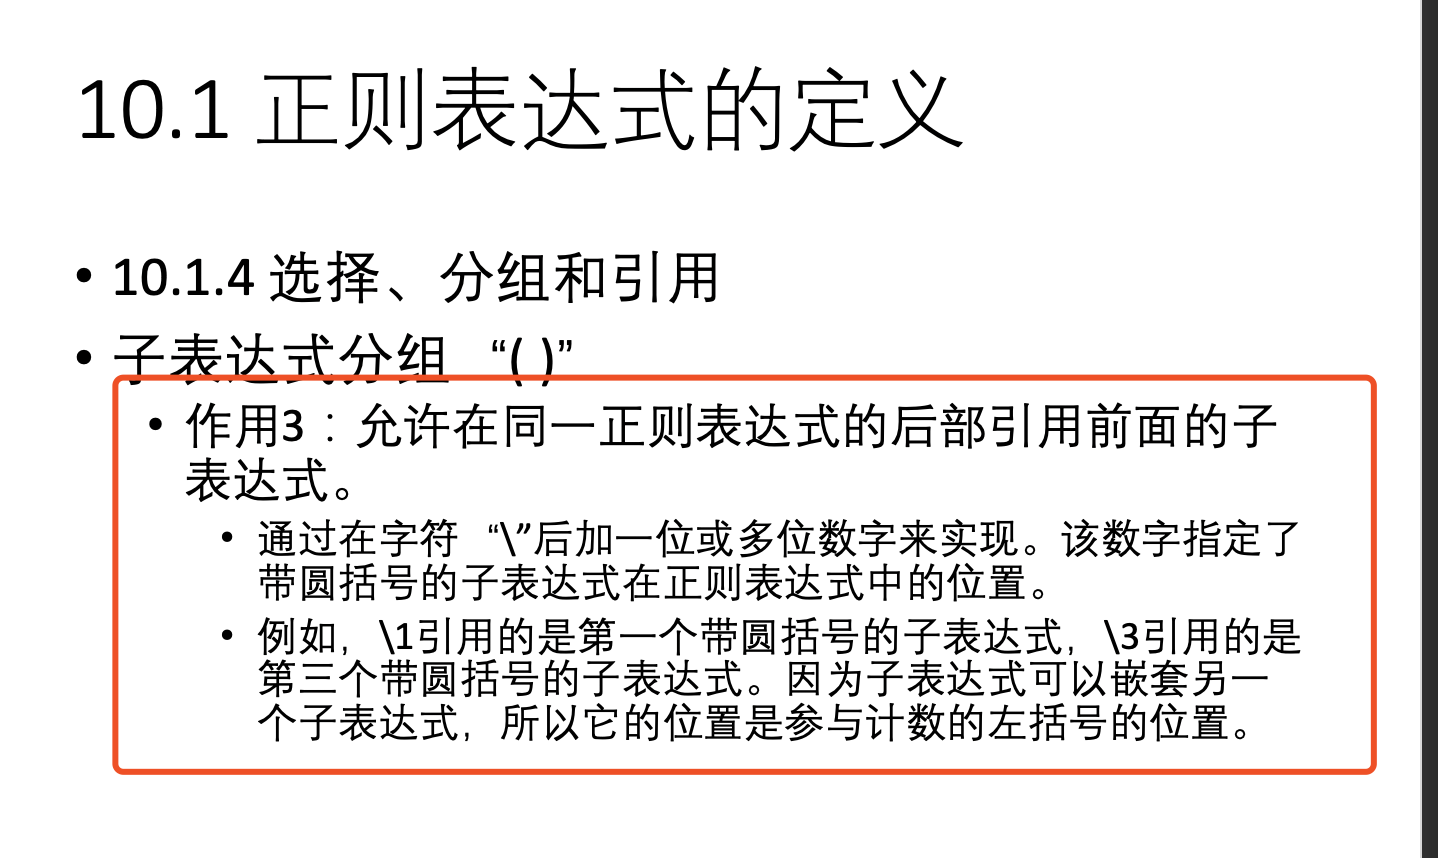 10.1 正则表达式的定义
• 10.1.4 选择、分组和引用
• 子表达式分组 “( )”
• 作用3：允许在同一正则表达式的后部引用前面的子
表达式。
• 通过在字符 “\”后加一位或多位数字来实现。该数字指定了
带圆括号的子表达式在正则表达式中的位置。
• 例如，\1引用的是第一个带圆括号的子表达式，\3引用的是
第三个带圆括号的子表达式。因为子表达式可以嵌套另一
个子表达式，所以它的位置是参与计数的左括号的位置。